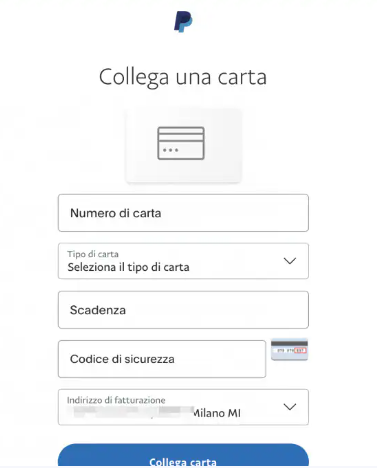 Collega una carta
Numero di carta
Tipo di carta
Seleziona il tipo di carta
Scadenza
Codice di sicurezza
Indirizzo di fatturazione
Milano MI
Collega carta